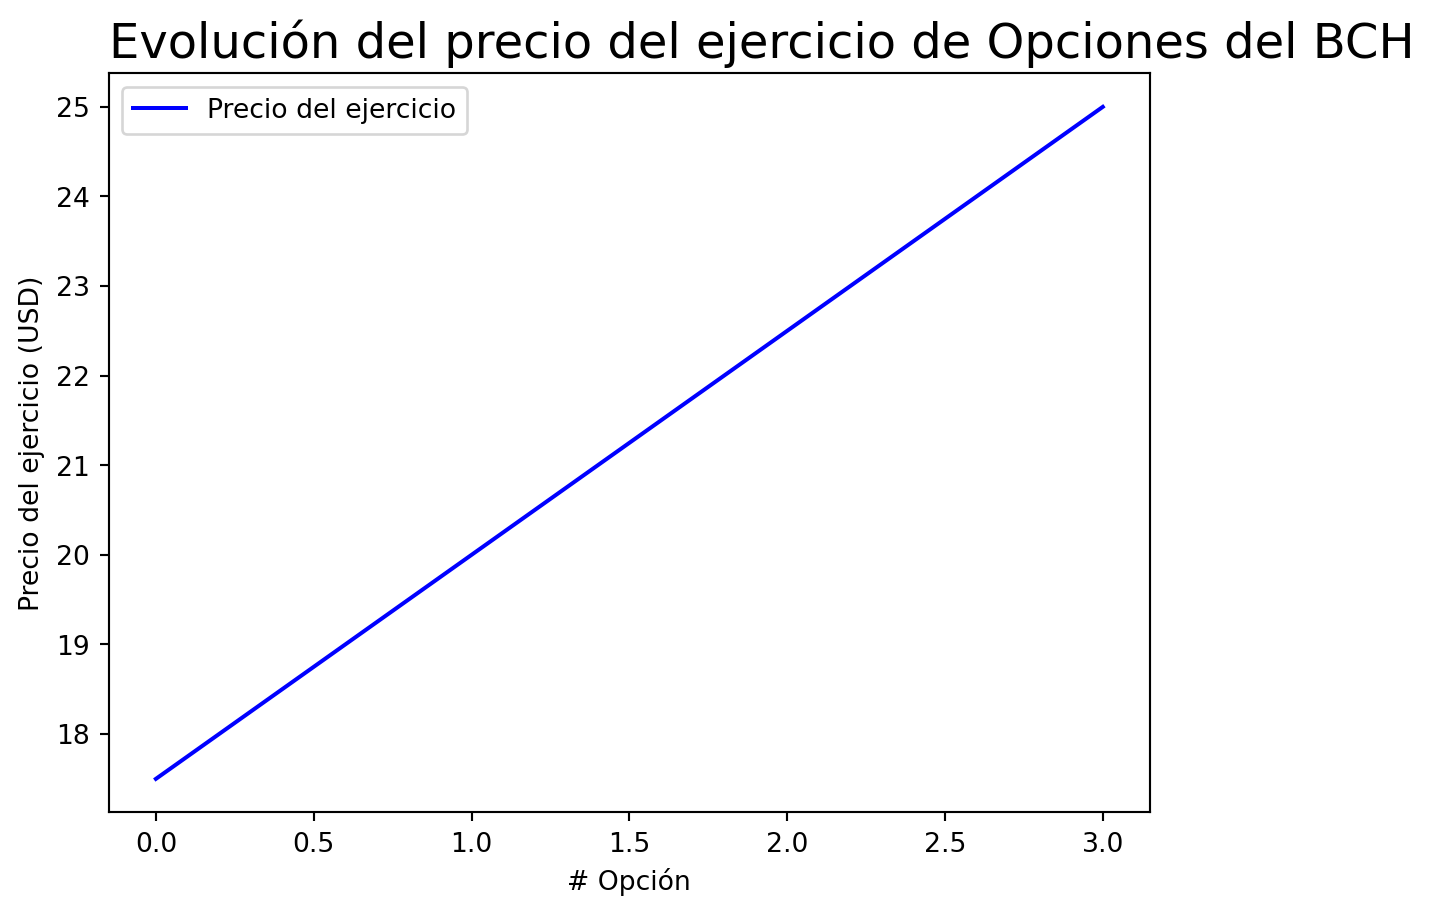 Evolución del precio del ejercicio de Opciones del BCH
Precio del ejercicio
Precio del ejercicio (USD)
25
24
23
22
21
20
19
18
0.0 0.5 1.0 1.5 2.0 2.5 3.0
# Opción